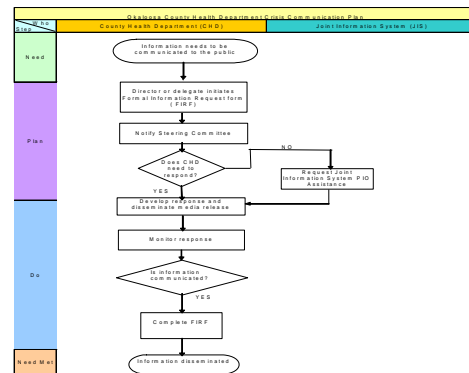 Okaloosa County Health Department Crisis Communication Plan
Who
Step
County Health Department (CHD)
Joint Information System (JIS)
Need
Information needs to be
communicated to the public
Plan
Director or delegate initiates
Formal Information Request form
(FIRF)
Notify Steering Committee
Does CHD
need to
respond?
NO
Request Joint
Information System PIO
Assistance
YES
Develop response and
disseminate media release
Do
Monitor response
Is information
communicated?
YES
Complete FIRF
Need Met
Information disseminated